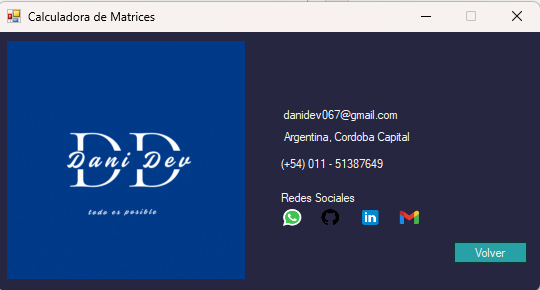 Calculadora de Matrices
DD
Dani Dev
todo es posible
danidev067@gmail.com
Argentina, Cordoba Capital
(+54) 011 - 51387649
Redes Sociales
in
Volver